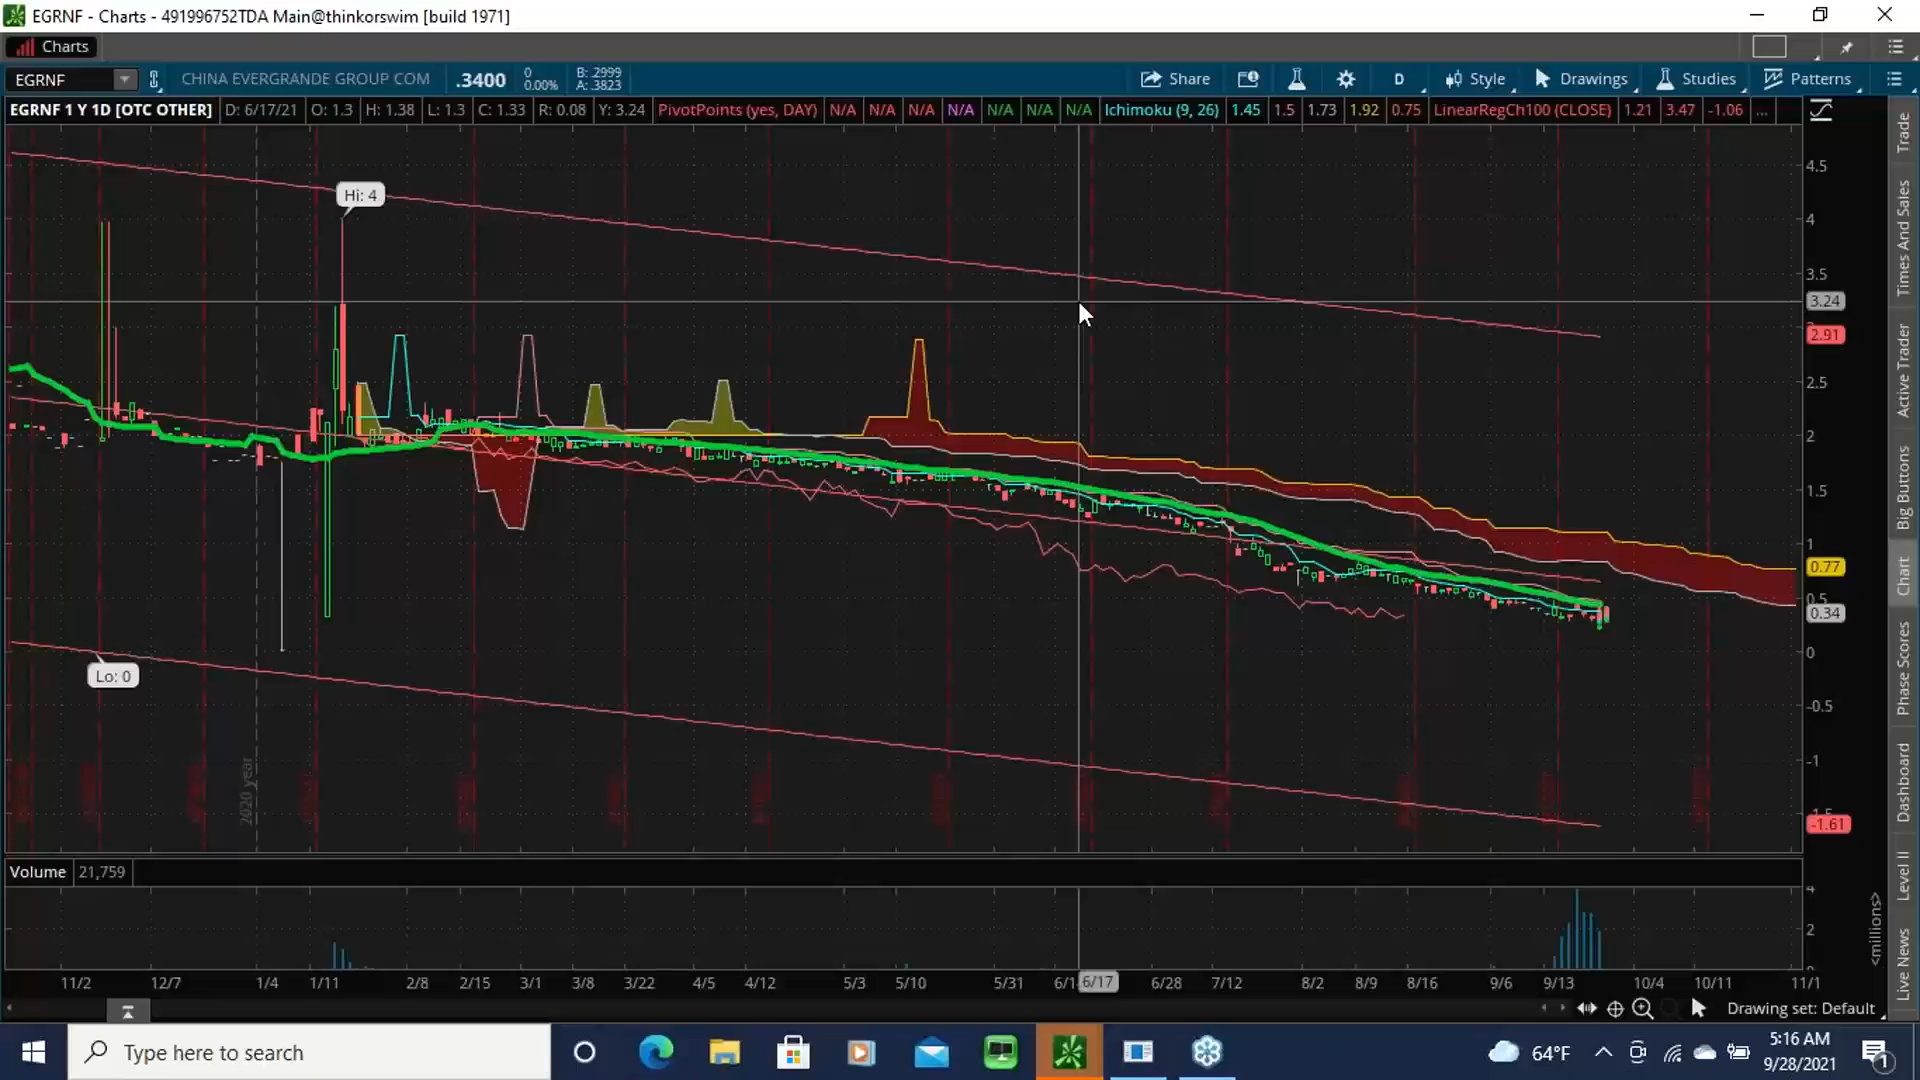 EGRNF - Charts - 491996752TDA Main@thinkorswim [build 1971]
Charts
EGRNF CHINA EVERGRANDE GROUP COM .3400 0 0.00% B: .2999 A: .3823 Share D Style Drawings Studies Patterns
EGRNF 1 Y 1D [OTC OTHER] D: 6/17/21 O: 1.3 H: 1.38 L: 1.3 C: 1.33 R: 0.08 Y: 3.24 PivotPoints (yes, DAY) N/A N/A N/A N/A N/A N/A N/A Ichimoku (9, 26) 1.45 1.5 1.73 1.92 0.75 LinearRegCh100 (CLOSE) 1.21 3.47 -1.06 ...
Hi: 4
Lo: 0
2020 year
4.5
4
3.5
3.24
2.91
2.5
2
1.5
1
0.77
0.5
0.34
0
-0.5
-1
-1.61
Trade
Times And Sales
Active Trader
Big Buttons
Chart
Phase Scores
Dashboard
Level II
Live News
Volume 21,759
4
2
<millions>
11/2 12/7 1/4 1/11 2/8 2/15 3/1 3/8 3/22 4/5 4/12 5/3 5/10 5/31 6/17 6/28 7/12 8/2 8/9 8/16 9/6 9/13 10/4 10/11 11/1
Drawing set: Default
Type here to search
64°F
5:16 AM
9/28/2021
1